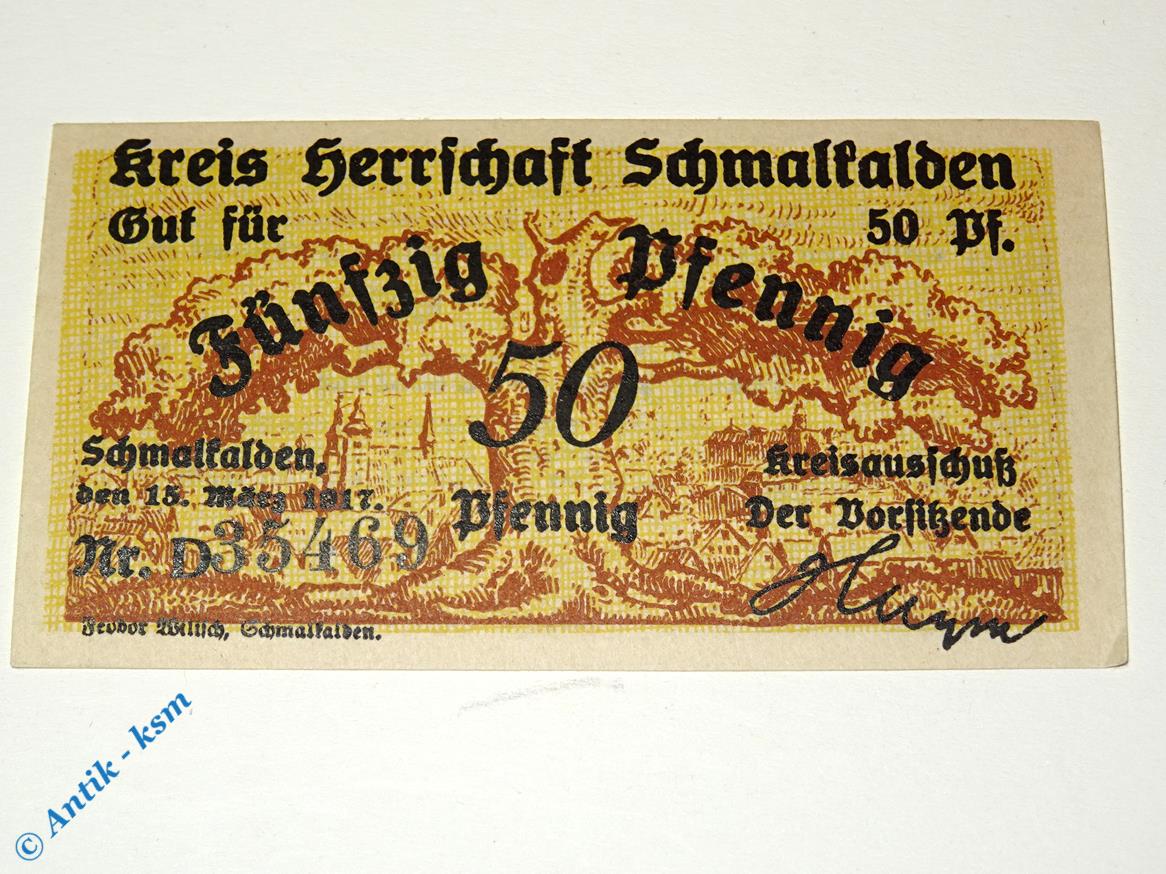 Kreis Herrschaft Schmalkalden
Gut für 50 Pf.
Fünfzig Pfennig
50
Pfennig
Schmalkalden,
den 15. März 1917.
Nr. D35469
Kreisausschuß
Der Vorsitzende
Feodor Wilisch, Schmalkalden.
© Antik - ksm